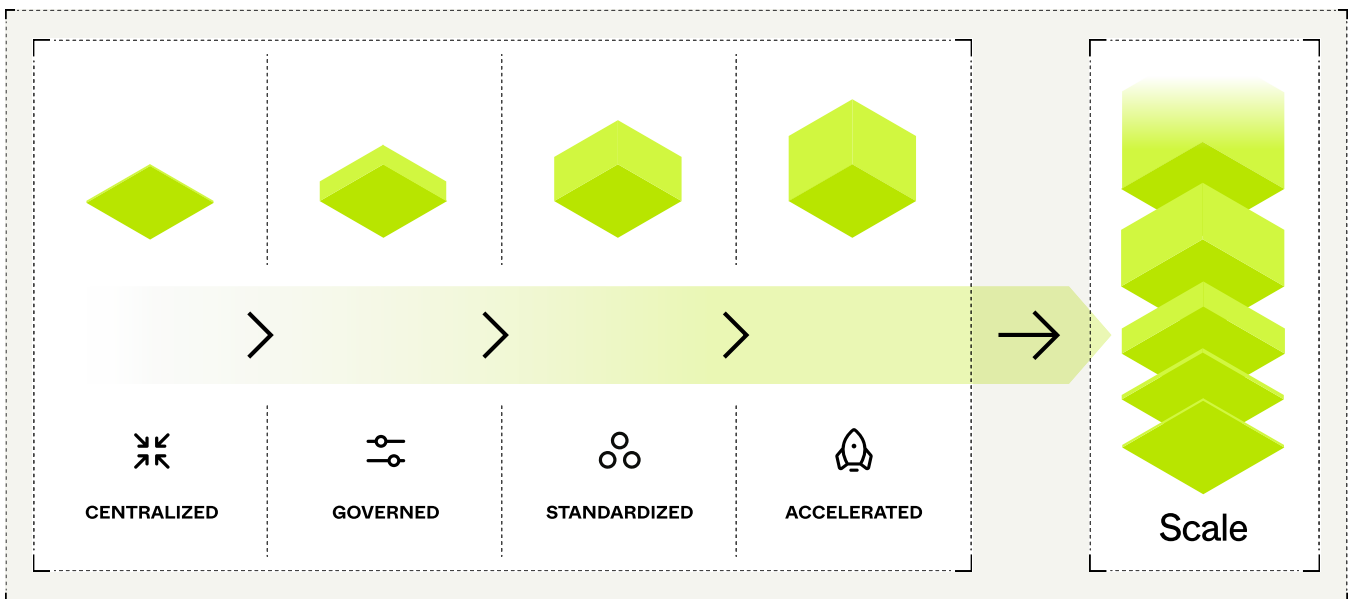 CENTRALIZED
GOVERNED
STANDARDIZED
ACCELERATED
Scale